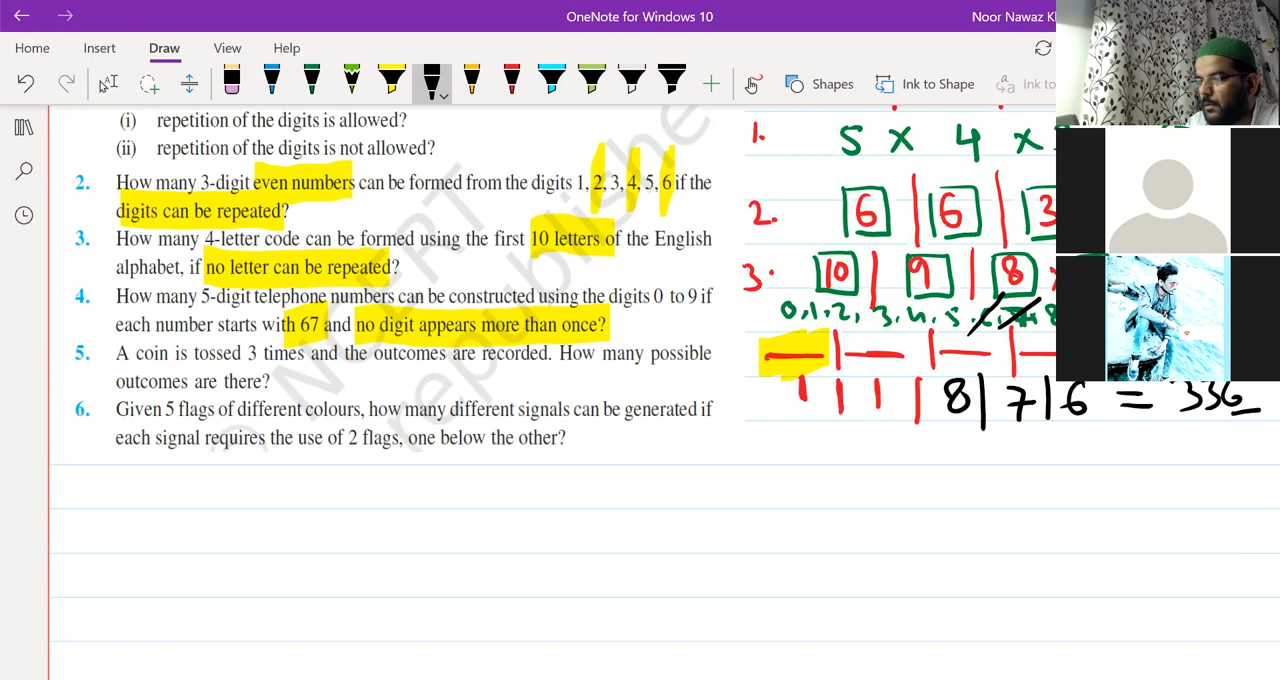 OneNote for Windows 10
Noor Nawaz Kh
Home Insert Draw View Help
Shapes Ink to Shape Ink to
(i) repetition of the digits is allowed?
(ii) repetition of the digits is not allowed?
2. How many 3-digit even numbers can be formed from the digits 1, 2, 3, 4, 5, 6 if the
digits can be repeated?
3. How many 4-letter code can be formed using the first 10 letters of the English
alphabet, if no letter can be repeated?
4. How many 5-digit telephone numbers can be constructed using the digits 0 to 9 if
each number starts with 67 and no digit appears more than once?
5. A coin is tossed 3 times and the outcomes are recorded. How many possible
outcomes are there?
6. Given 5 flags of different colours, how many different signals can be generated if
each signal requires the use of 2 flags, one below the other?
NCERT
republishe
1. 5 x 4 x
2. 6 | 6 | 3
3. 10 | 9 | 8
0, 1, 2, 3, 4, 5, 6, 7, 8
1 | 1 | 8 | 7 | 6 = 336